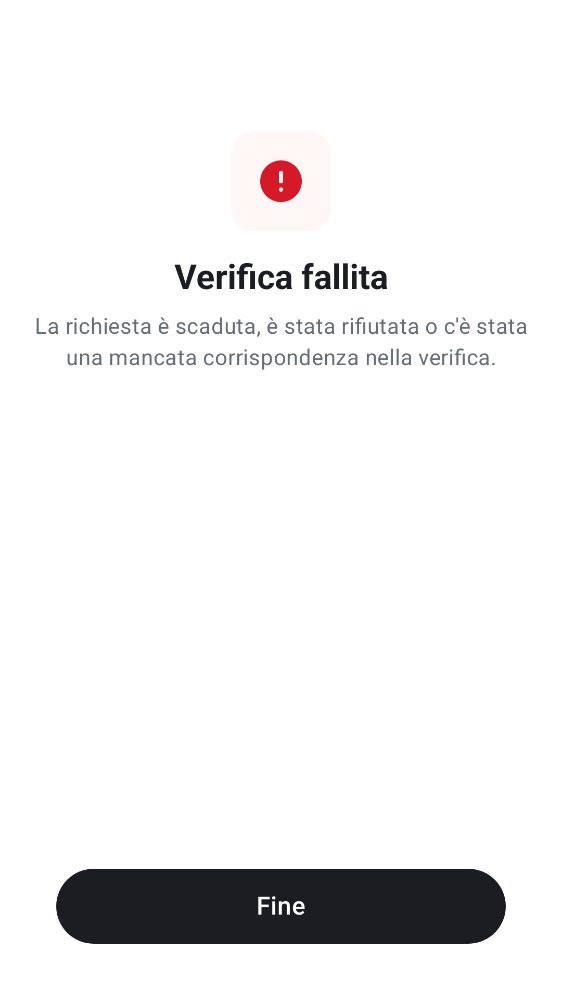 Verifica fallita
La richiesta è scaduta, è stata rifiutata o c'è stata
una mancata corrispondenza nella verifica.
Fine